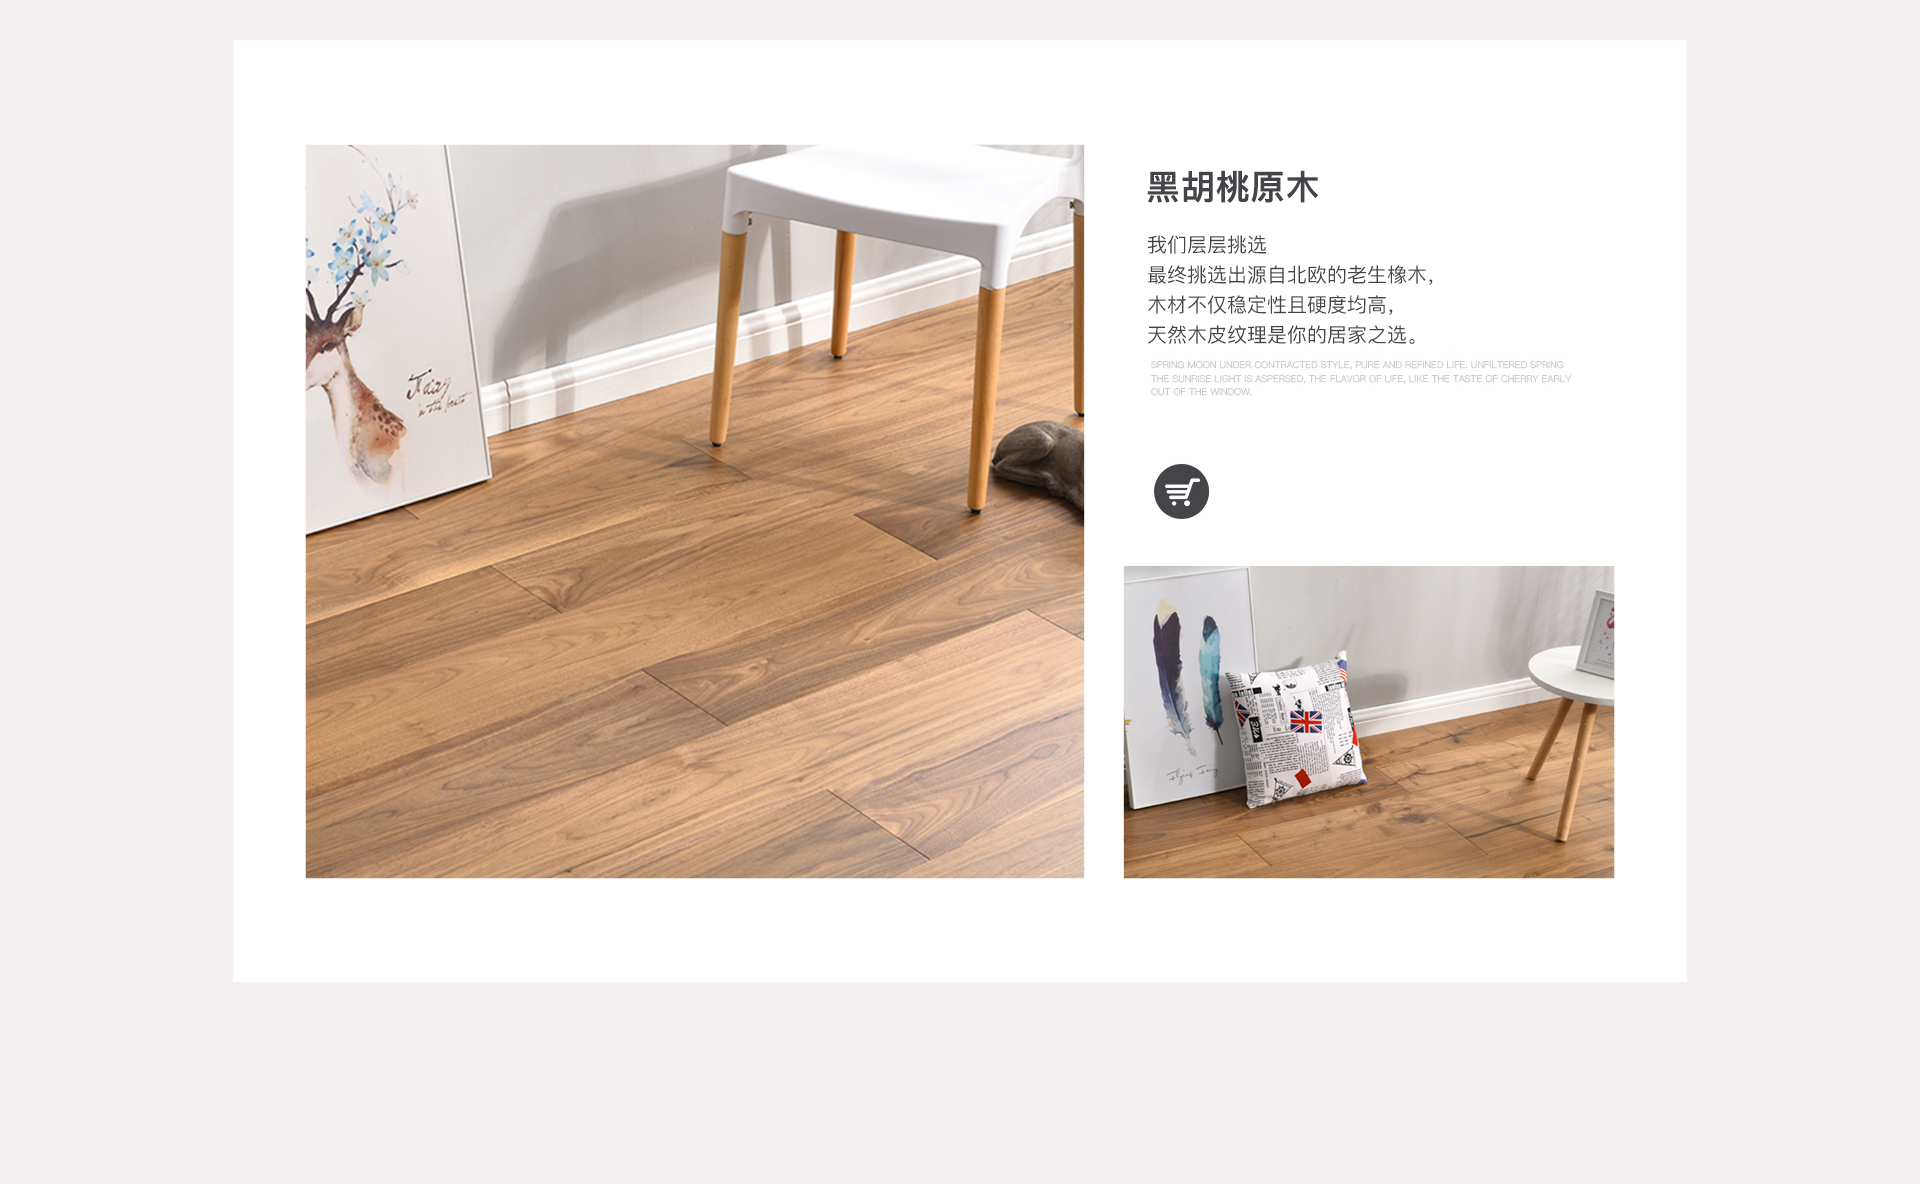 黑胡桃原木
我们层层挑选
最终挑选出源自北欧的老生橡木,
木材不仅稳定性且硬度均高,
天然木皮纹理是你的居家之选。
SPRING MOON UNDER CONTRACTED STYLE, PURE AND REFINED LIFE. UNFILTERED SPRING
THE SUNRISE LIGHT IS ASPERSED, THE FLAVOR OF LIFE, LIKE THE TASTE OF CHERRY EARLY
OUT OF THE WINDOW.
Fairy
in the forest